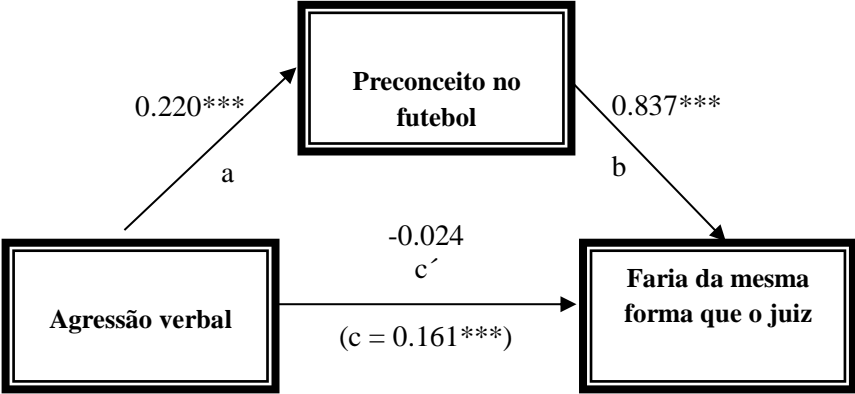 Preconceito no
futebol
0.220***
0.837***
a
b
-0.024
c´
(c = 0.161***)
Agressão verbal
Faria da mesma
forma que o juiz